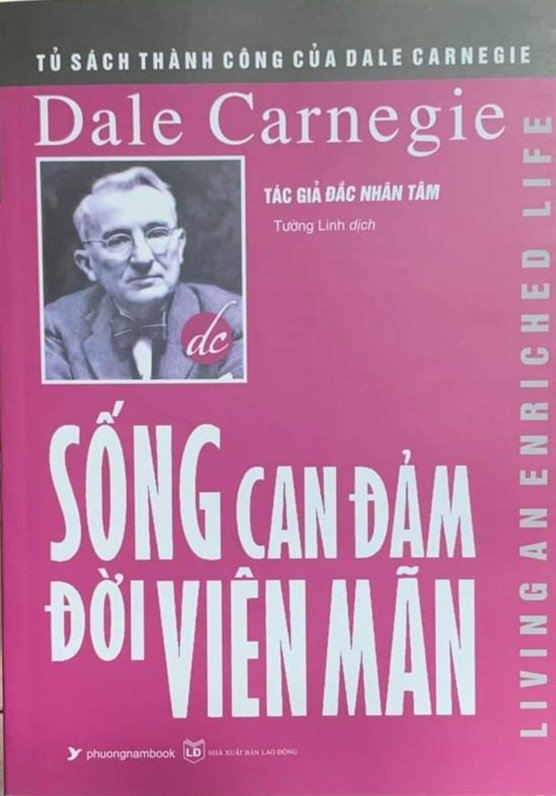 TỦ SÁCH THÀNH CÔNG CỦA DALE CARNEGIE
Dale Carnegie
TÁC GIẢ ĐẮC NHÂN TÂM
Tường Linh dịch
dc
SỐNG CAN ĐẢM
ĐỜI VIÊN MÃN
LIVING AN ENRICHED LIFE
phuongnambook
LĐ
NHÀ XUẤT BẢN LAO ĐỘNG